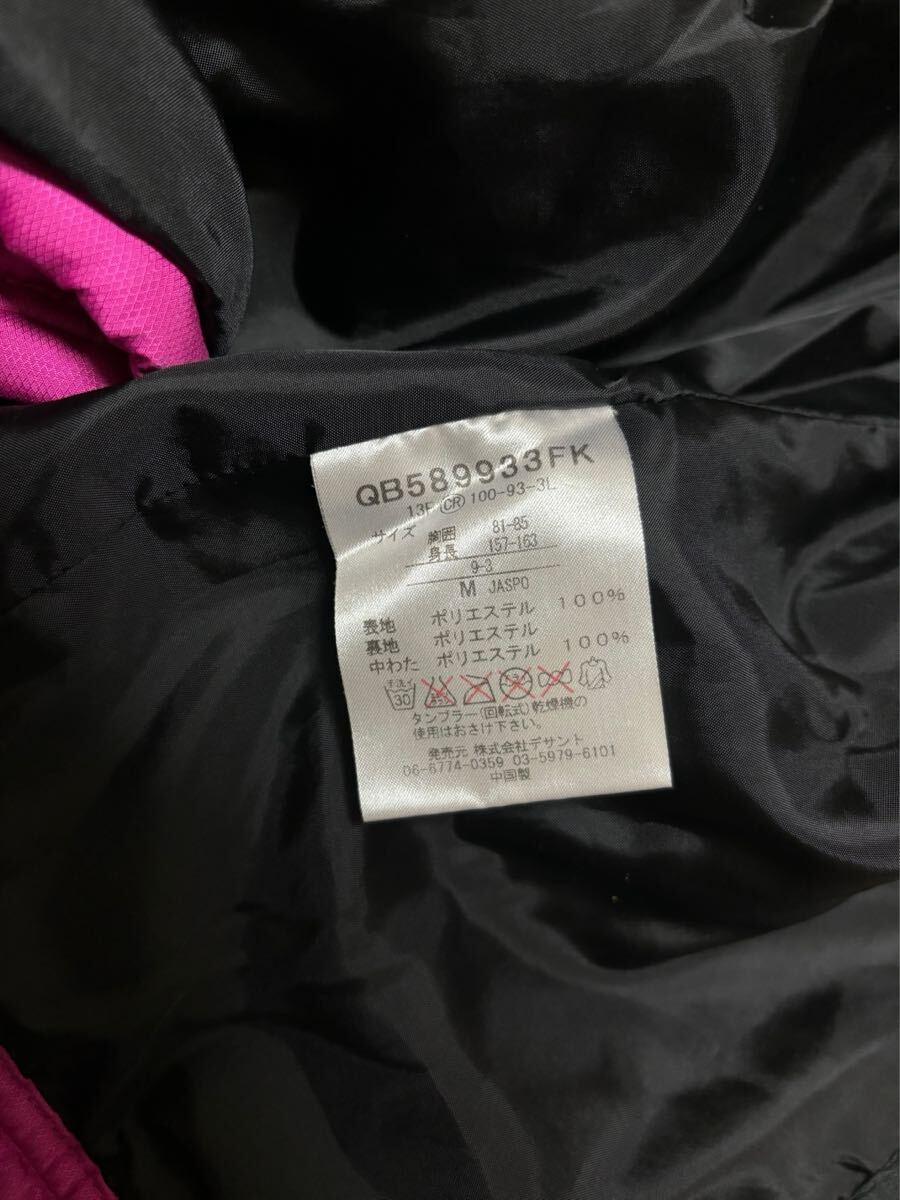 QB589933FK
13F CR 100-93-3L
サイズ 胸囲 81-85
身長 157-163
9-3
M JASPO
表地 ポリエステル 100%
裏地 ポリエステル
中わた ポリエステル 100%
手洗イ 30
タンブラー(回転式)乾燥機の
使用はおさけ下さい。
発売元 株式会社デサント
06-6774-0359 03-5979-6101
中国製